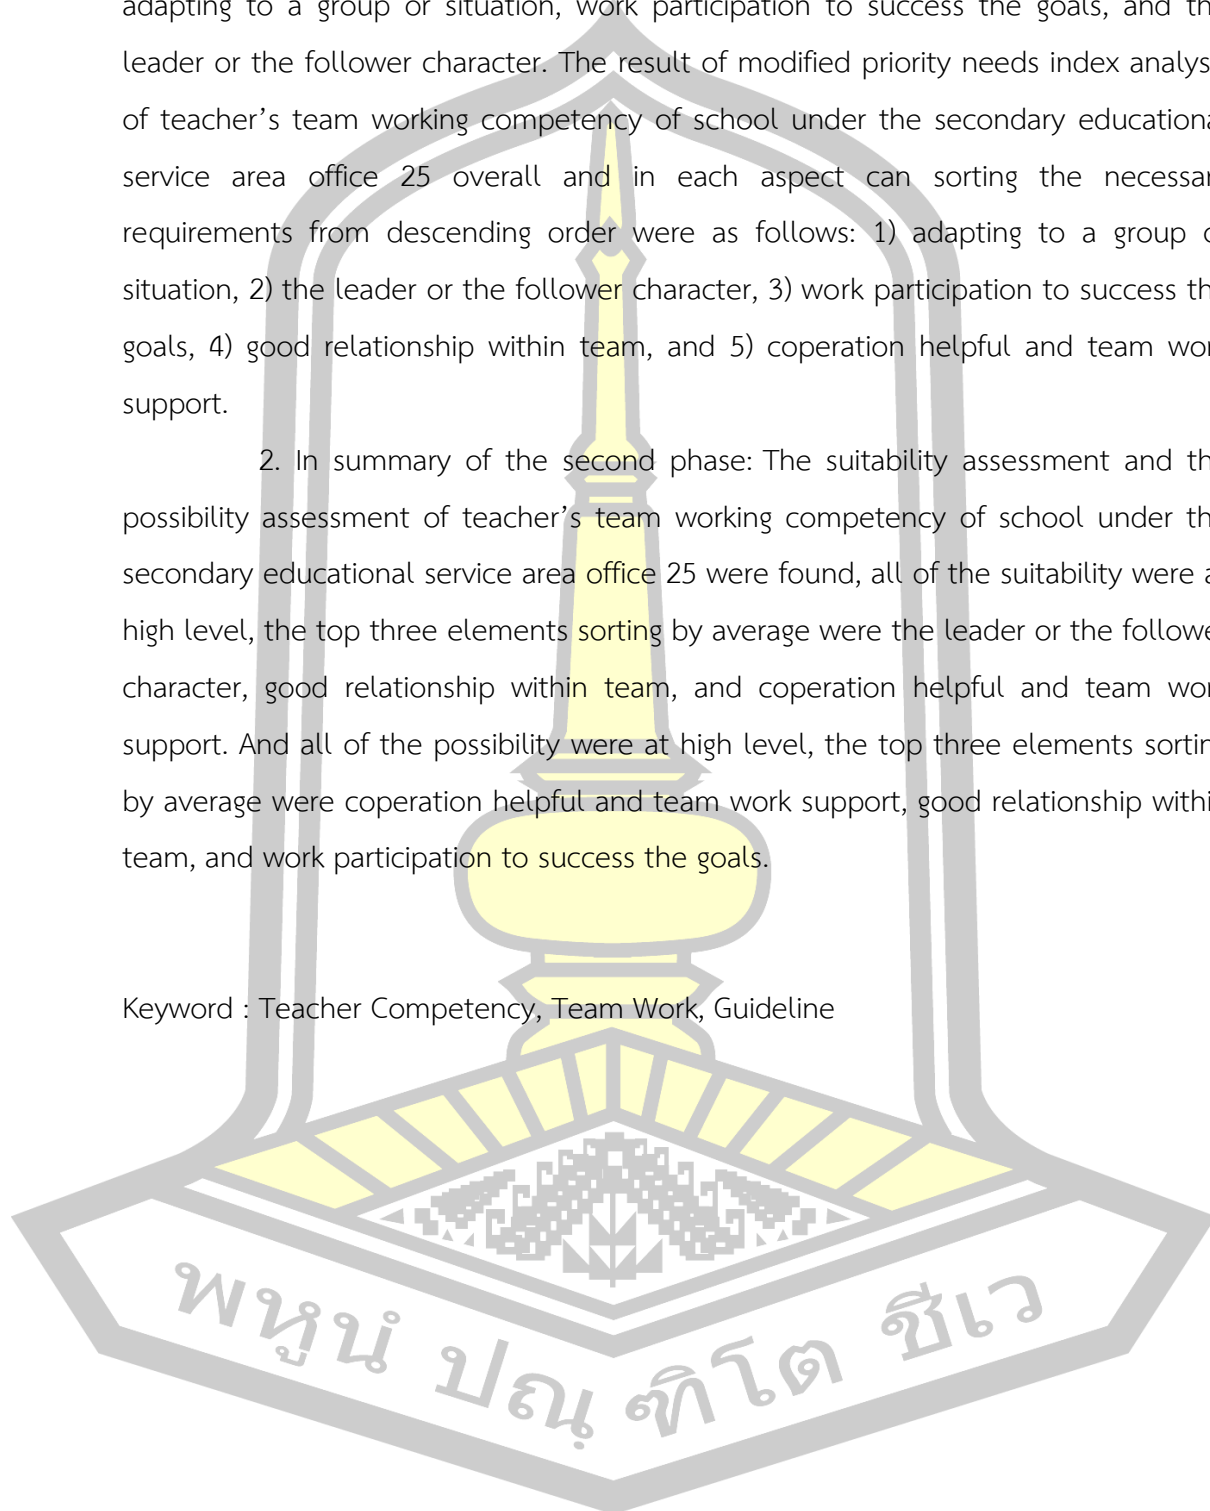 adapting to a group or situation, work participation to success the goals, and th
leader or the follower character. The result of modified priority needs index analys
of teacher's team working competency of school under the secondary educationa
service area office 25 overall and in each aspect can sorting the necessar
requirements from descending order were as follows: 1) adapting to a group o
situation, 2) the leader or the follower character, 3) work participation to success th
goals, 4) good relationship within team, and 5) coperation helpful and team wor
support.
2. In summary of the second phase: The suitability assessment and th
possibility assessment of teacher's team working competency of school under th
secondary educational service area office 25 were found, all of the suitability were a
high level, the top three elements sorting by average were the leader or the followe
character, good relationship within team, and coperation helpful and team wor
support. And all of the possibility were at high level, the top three elements sortin
by average were coperation helpful and team work support, good relationship withi
team, and work participation to success the goals.
Keyword : Teacher Competency, Team Work, Guideline
พหูนํ ปณฺฑิโต ชีเว